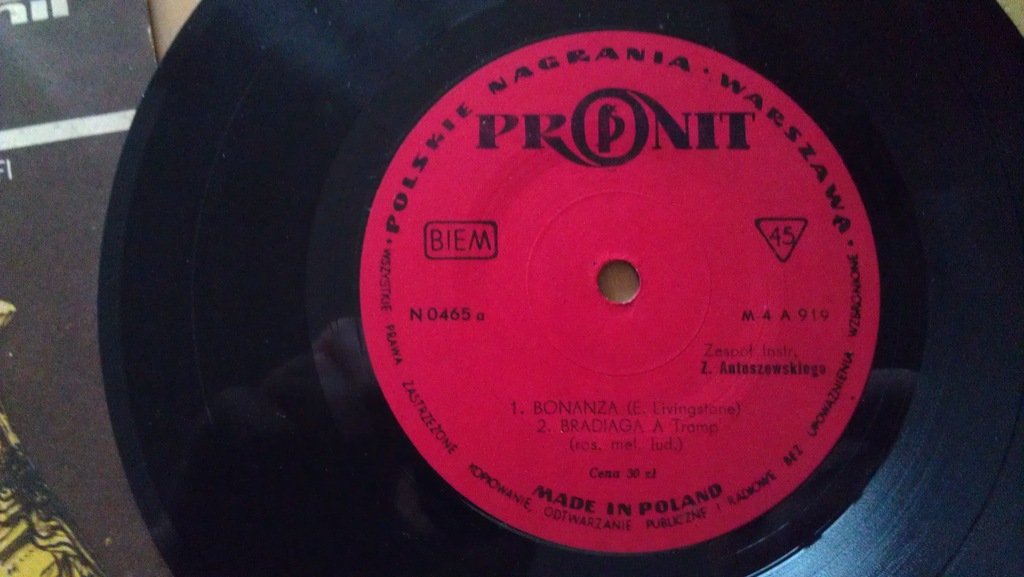 POLSKIE NAGRANIA · WARSZAWA ·
PRONIT
BIEM
45
N 0465 a
M 4 A 919
Zespół Instr.
Z. Antoszewskiego
1. BONANZA (E. Livingstone)
2. BRADIAGA A Tramp
(ros. mel. lud.)
Cena 30 zł
MADE IN POLAND
WSZYSTKIE PRAWA ZASTRZEŻONE KOPIOWANIE, ODTWARZANIE PUBLICZNE I RADIOWE BEZ UPOWAŻNIENIA WZBRONIONE